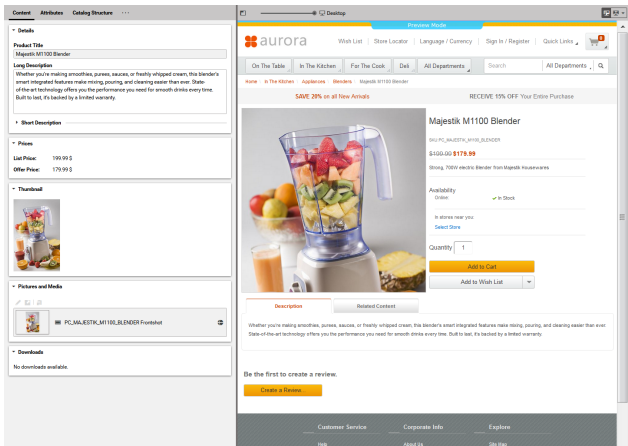 Content Attributes Catalog Structure ...
Details
Product Title
Majestik M1100 Blender
Long Description
Whether you're making smoothies, purees, sauces, or freshly whipped cream, this blender's
smart integrated features make mixing, pouring, and cleaning easier than ever. State-
of-the-art technology offers you the performance you need for smooth drinks every time.
Built to last, it's backed by a limited warranty.
Short Description
Prices
List Price: 199.99 $
Offer Price: 179.99 $
Thumbnail
Pictures and Media
PC_MAJESTIK_M1100_BLENDER Frontshot
Downloads
No downloads available.
Desktop
Preview Mode
aurora
Wish List | Store Locator | Language / Currency | Sign In / Register | Quick Links
On The Table In The Kitchen For The Cook Deli All Departments Search All Departments
Home In The Kitchen Appliances Blenders Majestik M1100 Blender
SAVE 20% on all New Arrivals RECEIVE 15% OFF Your Entire Purchase
Majestik M1100 Blender
SKU PC_MAJESTIK_M1100_BLENDER
$199.99 $179.99
Strong, 700W electric Blender from Majestik Housewares
Availability
Online: In Stock
In stores near you:
Select Store
Quantity 1
Add to Cart
Add to Wish List
Description Related Content
Whether you're making smoothies, purees, sauces, or freshly whipped cream, this blender's smart integrated features make mixing, pouring, and cleaning easier than ever.
State-of-the-art technology offers you the performance you need for smooth drinks every time. Built to last, it's backed by a limited warranty.
Be the first to create a review.
Create a Review...
Customer Service Corporate Info Explore
Help About Us Site Map